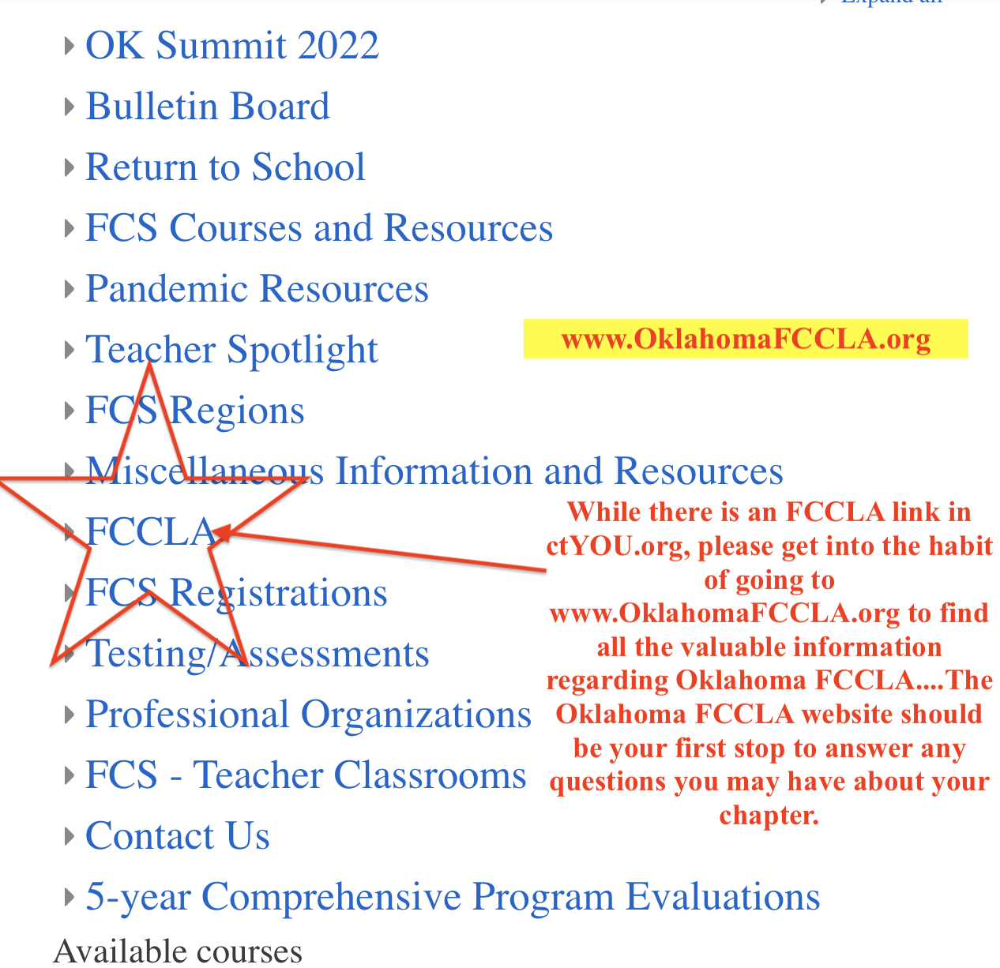 Expand all
OK Summit 2022
Bulletin Board
Return to School
FCS Courses and Resources
Pandemic Resources
Teacher Spotlight
www.OklahomaFCCLA.org
FCS Regions
Miscellaneous Information and Resources
FCCLA
FCS Registrations
Testing/Assessments
Professional Organizations
FCS - Teacher Classrooms
Contact Us
5-year Comprehensive Program Evaluations
Available courses
While there is an FCCLA link in
ctYOU.org, please get into the habit
of going to
www.OklahomaFCCLA.org to find
all the valuable information
regarding Oklahoma FCCLA....The
Oklahoma FCCLA website should
be your first stop to answer any
questions you may have about your
chapter.